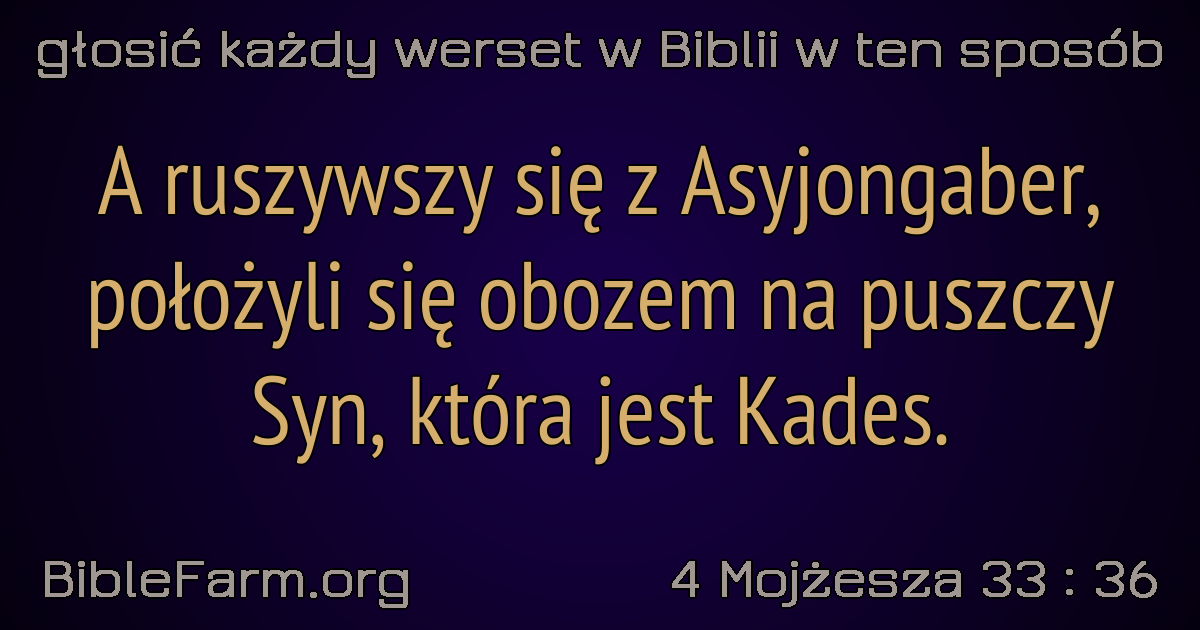 głosić każdy werset w Biblii w ten sposób
A ruszywszy się z Asyjongaber,
położyli się obozem na puszczy
Syn, która jest Kades.
BibleFarm.org
4 Mojżesza 33 : 36